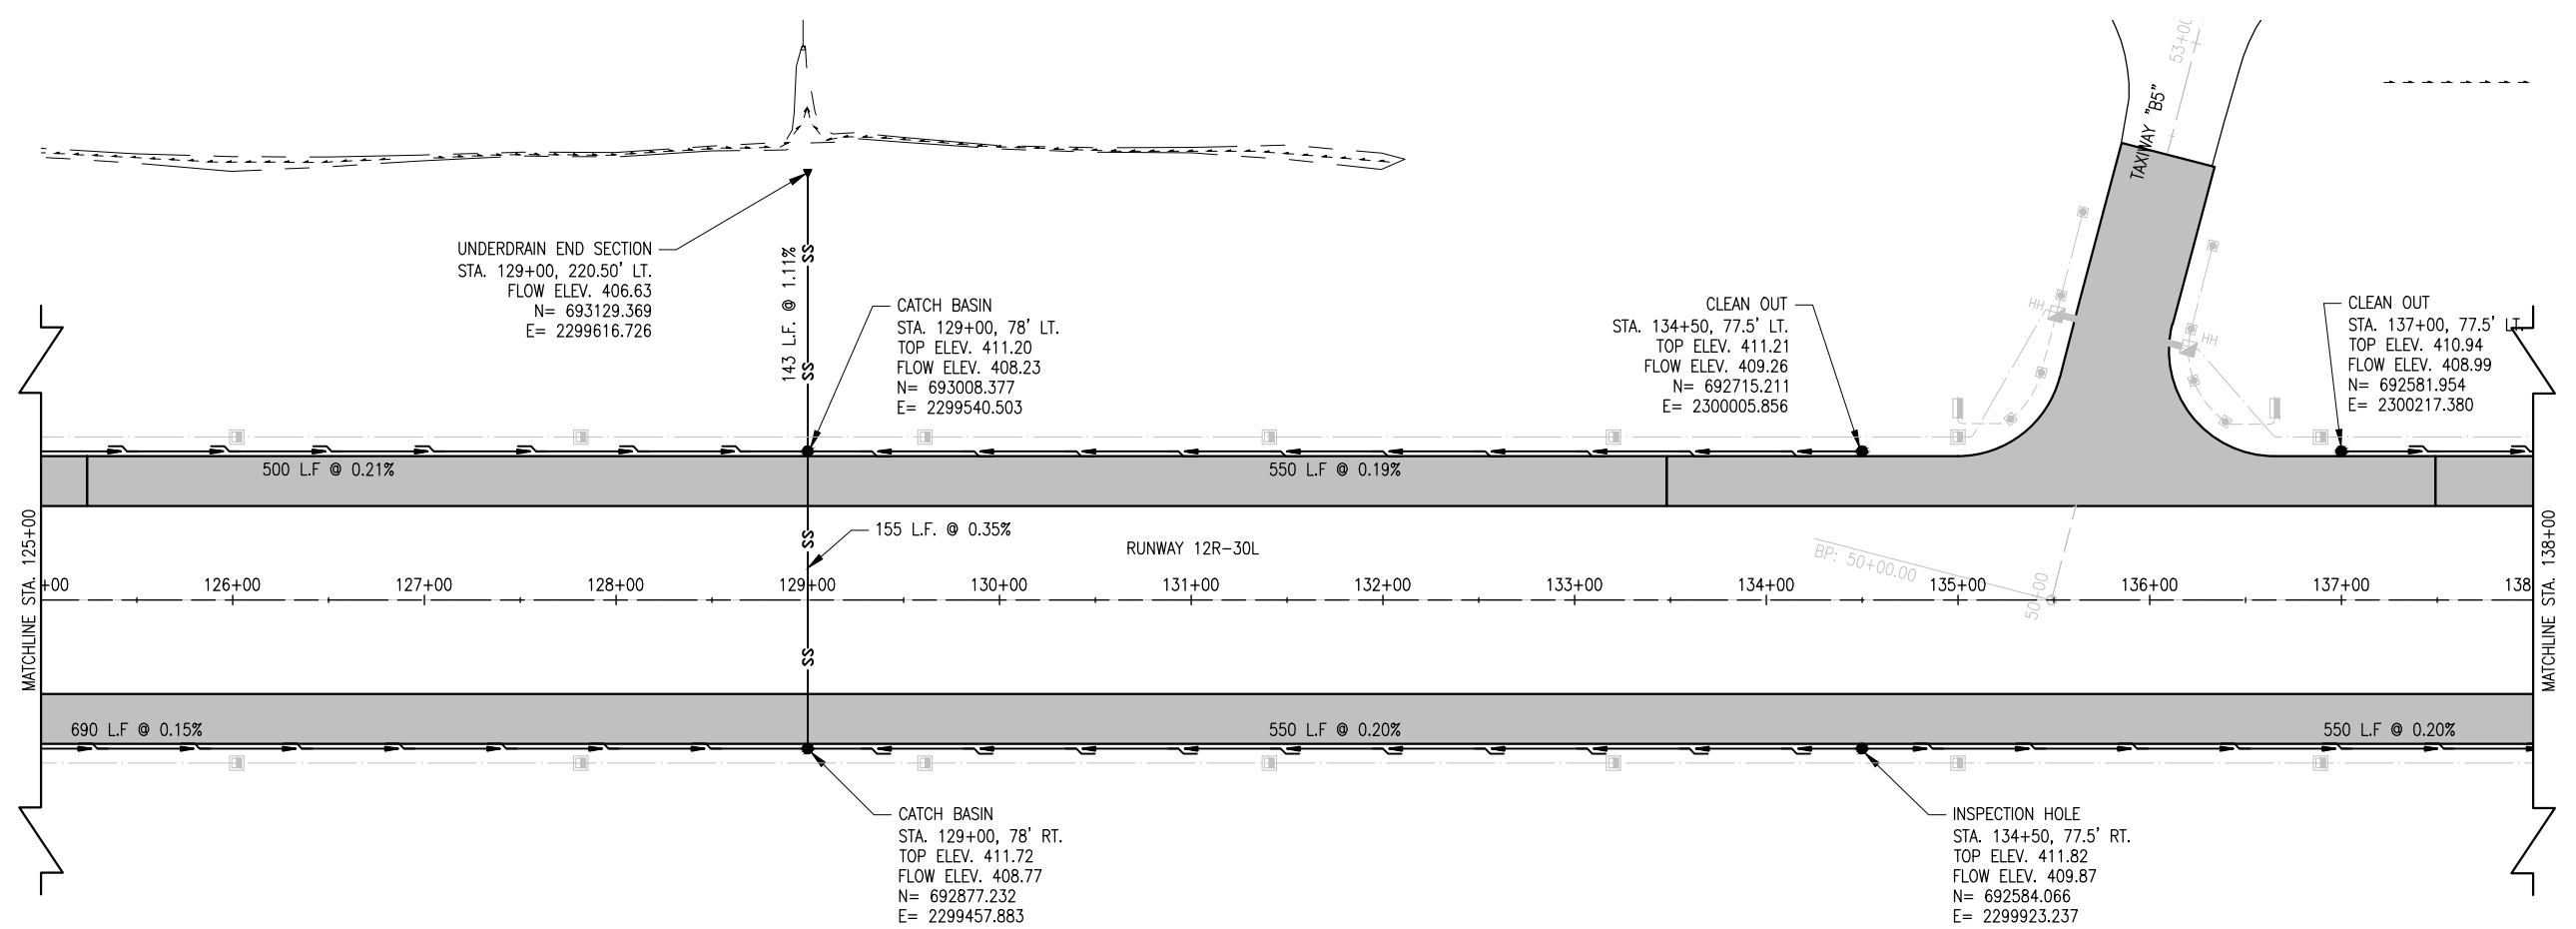 53+00
TAXIWAY "B5"
UNDERDRAIN END SECTION
STA. 129+00, 220.50' LT.
FLOW ELEV. 406.63
N= 693129.369
E= 2299616.726
143 L.F. @ 1.11%
SS
SS
CATCH BASIN
STA. 129+00, 78' LT.
TOP ELEV. 411.20
FLOW ELEV. 408.23
N= 693008.377
E= 2299540.503
CLEAN OUT
STA. 134+50, 77.5' LT.
TOP ELEV. 411.21
FLOW ELEV. 409.26
N= 692715.211
E= 2300005.856
HH
HH
CLEAN OUT
STA. 137+00, 77.5' LT.
TOP ELEV. 410.94
FLOW ELEV. 408.99
N= 692581.954
E= 2300217.380
500 L.F @ 0.21%
550 L.F @ 0.19%
MATCHLINE STA. 125+00
SS
155 L.F. @ 0.35%
RUNWAY 12R-30L
BP: 50+00.00
50+00
MATCHLINE STA. 138+00
+00 126+00 127+00 128+00 129+00 130+00 131+00 132+00 133+00 134+00 135+00 136+00 137+00 138
SS
690 L.F @ 0.15%
550 L.F @ 0.20%
550 L.F @ 0.20%
CATCH BASIN
STA. 129+00, 78' RT.
TOP ELEV. 411.72
FLOW ELEV. 408.77
N= 692877.232
E= 2299457.883
INSPECTION HOLE
STA. 134+50, 77.5' RT.
TOP ELEV. 411.82
FLOW ELEV. 409.87
N= 692584.066
E= 2299923.237